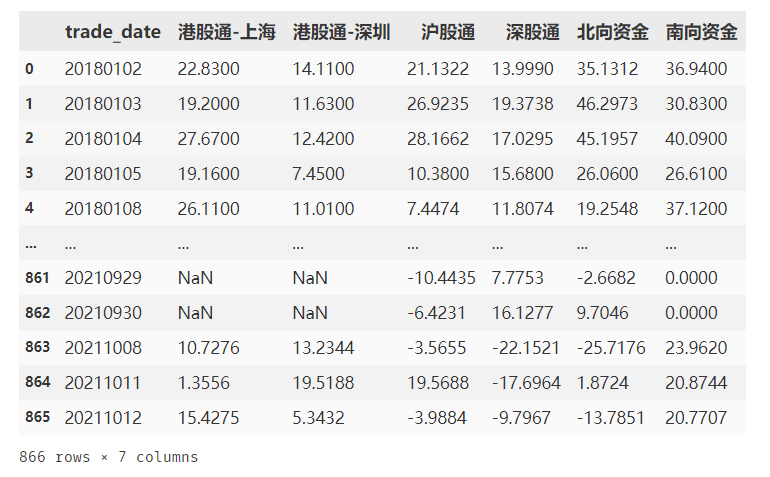 trade_date 港股通-上海 港股通-深圳 沪股通 深股通 北向资金 南向资金
0 20180102 22.8300 14.1100 21.1322 13.9990 35.1312 36.9400
1 20180103 19.2000 11.6300 26.9235 19.3738 46.2973 30.8300
2 20180104 27.6700 12.4200 28.1662 17.0295 45.1957 40.0900
3 20180105 19.1600 7.4500 10.3800 15.6800 26.0600 26.6100
4 20180108 26.1100 11.0100 7.4474 11.8074 19.2548 37.1200
... ... ... ... ... ... ... ...
861 20210929 NaN NaN -10.4435 7.7753 -2.6682 0.0000
862 20210930 NaN NaN -6.4231 16.1277 9.7046 0.0000
863 20211008 10.7276 13.2344 -3.5655 -22.1521 -25.7176 23.9620
864 20211011 1.3556 19.5188 19.5688 -17.6964 1.8724 20.8744
865 20211012 15.4275 5.3432 -3.9884 -9.7967 -13.7851 20.7707
866 rows × 7 columns